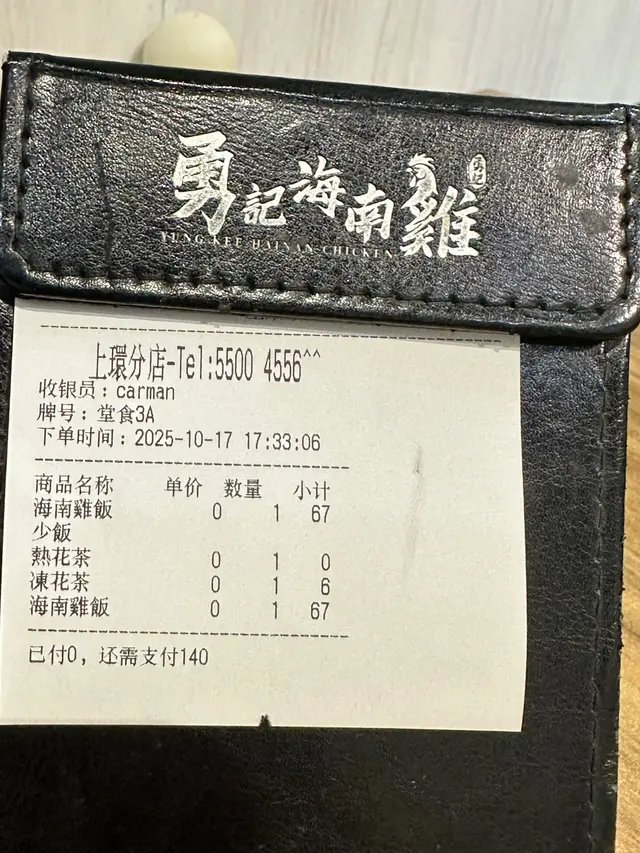 勇記海南雞
YUNG KEE HAINAN CHICKEN
上環分店-Tel:5500 4556^^
收银员：carman
牌号：堂食3A
下单时间：2025-10-17 17:33:06
商品名称 单价 数量 小计
海南雞飯 0 1 67
少飯
熱花茶 0 1 0
凍花茶 0 1 6
海南雞飯 0 1 67
已付0，还需支付140